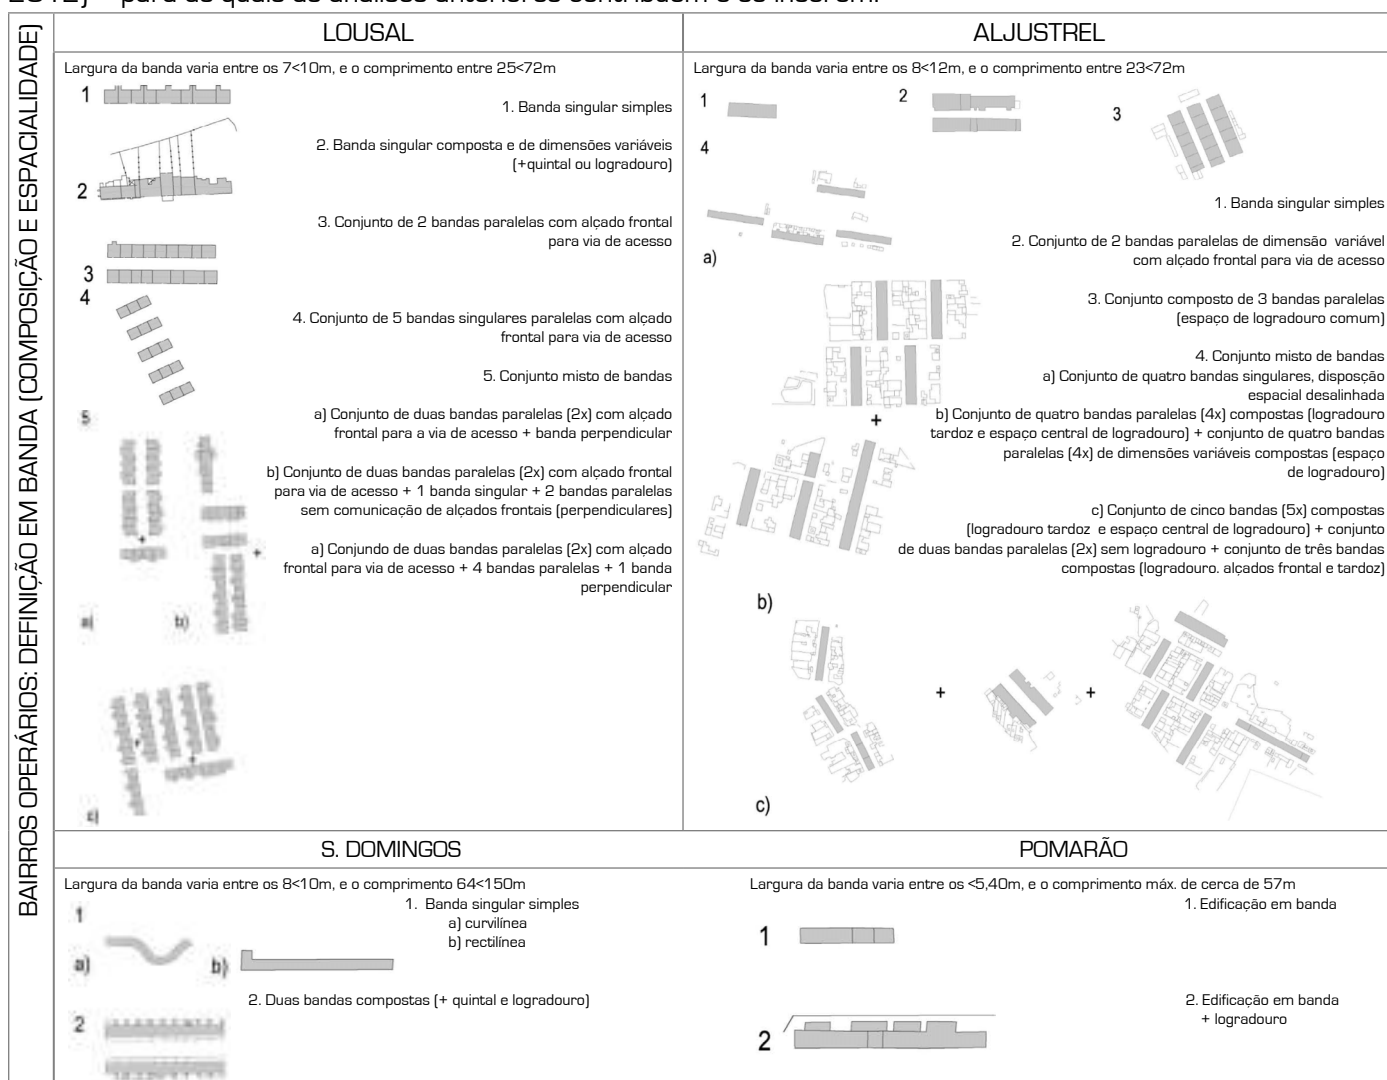 BAIRROS OPERÁRIOS: DEFINIÇÃO EM BANDA (COMPOSIÇÃO E ESPACIALIDADE)
LOUSAL
Largura da banda varia entre os 7<10m, e o comprimento entre 25<72m
1
1. Banda singular simples
2. Banda singular composta e de dimensões variáveis
(+quintal ou logradouro)
2
3. Conjunto de 2 bandas paralelas com alçado frontal
para via de acesso
3
4
4. Conjunto de 5 bandas singulares paralelas com alçado
frontal para via de acesso
5. Conjunto misto de bandas
5
a) Conjunto de duas bandas paralelas (2x) com alçado
frontal para a via de acesso + banda perpendicular
b) Conjunto de duas bandas paralelas (2x) com alçado frontal
para via de acesso + 1 banda singular + 2 bandas paralelas
sem comunicação de alçados frontais (perpendiculares)
+
+
a) Conjundo de duas bandas paralelas (2x) com alçado
frontal para via de acesso + 4 bandas paralelas + 1 banda
perpendicular
a)
b)
+
+
c)
ALJUSTREL
Largura da banda varia entre os 8<12m, e o comprimento entre 23<72m
1
2
3
4
1. Banda singular simples
2. Conjunto de 2 bandas paralelas de dimensão variável
com alçado frontal para via de acesso
a)
3. Conjunto composto de 3 bandas paralelas
(espaço de logradouro comum)
4. Conjunto misto de bandas
a) Conjunto de quatro bandas singulares, disposção
espacial desalinhada
b) Conjunto de quatro bandas paralelas (4x) compostas (logradouro
tardoz e espaço central de logradouro) + conjunto de quatro bandas
paralelas (4x) de dimensões variáveis compostas (espaço
de logradouro)
+
c) Conjunto de cinco bandas (5x) compostas
(logradouro tardoz e espaço central de logradouro) + conjunto
de duas bandas paralelas (2x) sem logradouro + conjunto de três bandas
compostas (logradouro. alçados frontal e tardoz)
b)
+
+
c)
S. DOMINGOS
Largura da banda varia entre os 8<10m, e o comprimento 64<150m
1. Banda singular simples
a) curvilínea
b) rectilínea
1
a)
b)
2. Duas bandas compostas (+ quintal e logradouro)
2
POMARÃO
Largura da banda varia entre os <5,40m, e o comprimento máx. de cerca de 57m
1. Edificação em banda
1
2. Edificação em banda
+ logradouro
2